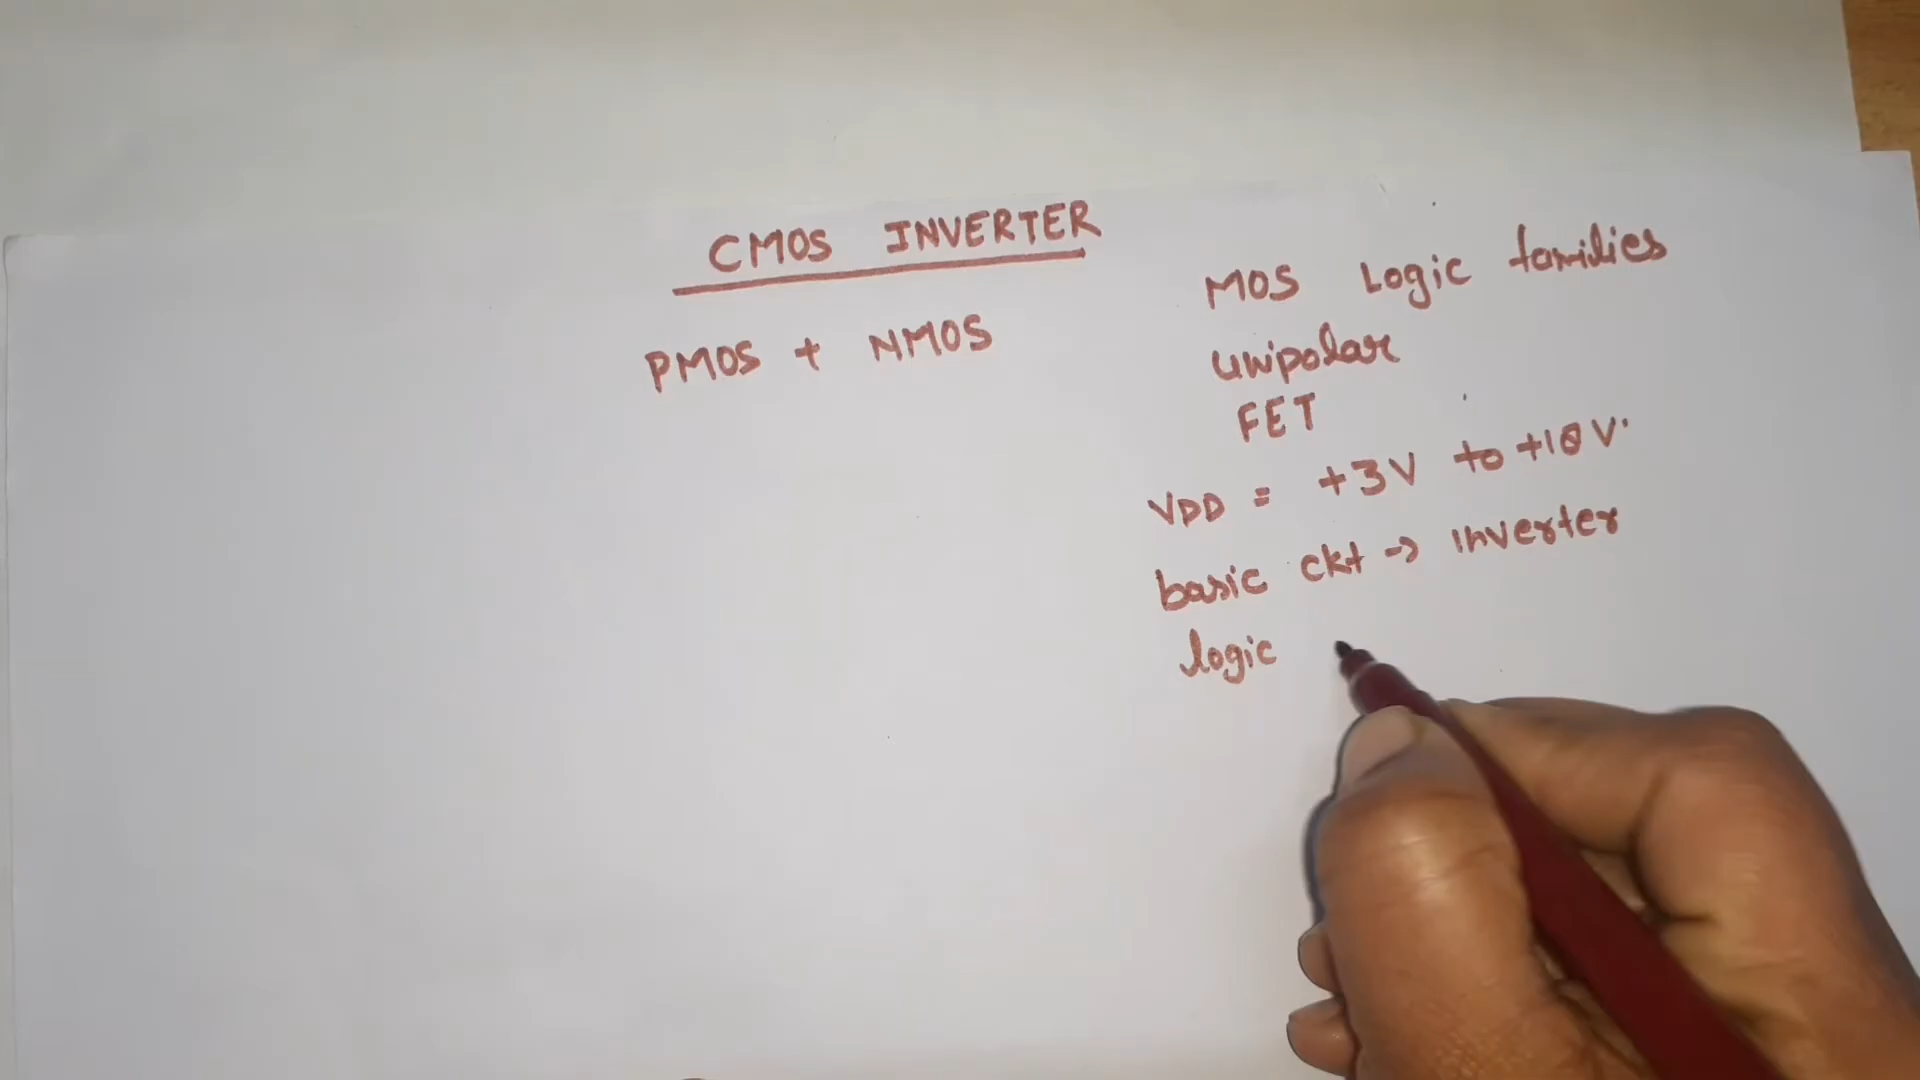 CMOS INVERTER
PMOS + NMOS
MOS Logic families
unipolar
FET
VDD = +3V to +18V.
basic ckt → Inverter
logic